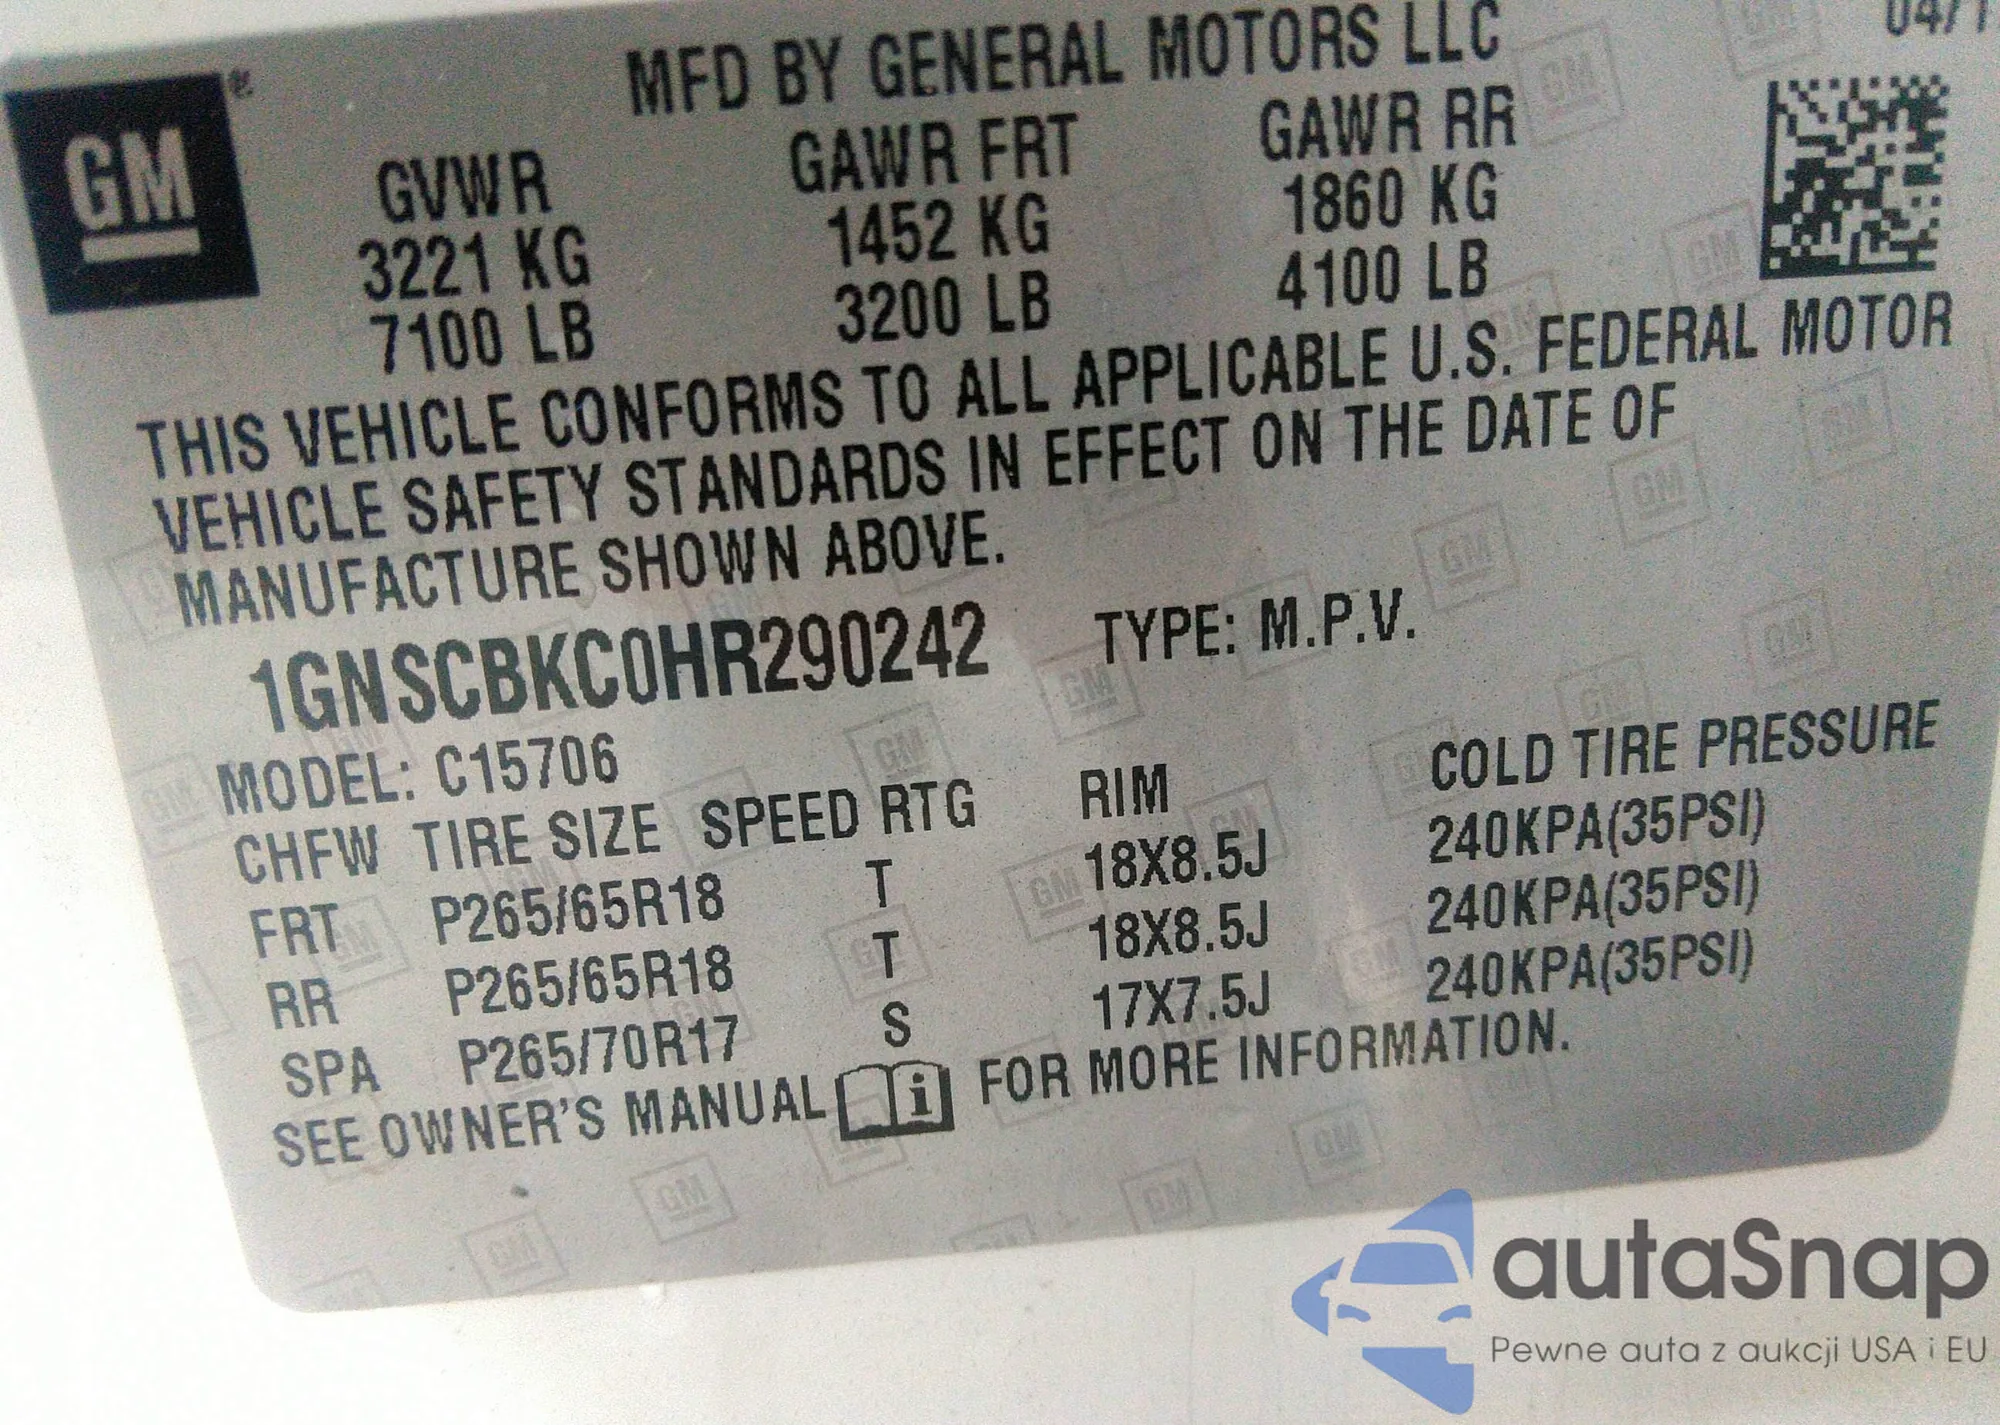 04/1
MFD BY GENERAL MOTORS LLC
GM
GVWR GAWR FRT GAWR RR
3221 KG 1452 KG 1860 KG
7100 LB 3200 LB 4100 LB
THIS VEHICLE CONFORMS TO ALL APPLICABLE U.S. FEDERAL MOTOR
VEHICLE SAFETY STANDARDS IN EFFECT ON THE DATE OF
MANUFACTURE SHOWN ABOVE.
1GNSCBKC0HR290242 TYPE: M.P.V.
MODEL: C15706
CHFW TIRE SIZE SPEED RTG RIM COLD TIRE PRESSURE
FRT P265/65R18 T 18X8.5J 240KPA(35PSI)
RR P265/65R18 T 18X8.5J 240KPA(35PSI)
SPA P265/70R17 S 17X7.5J 240KPA(35PSI)
SEE OWNER'S MANUAL i FOR MORE INFORMATION.
autaSnap
Pewne auta z aukcji USA i EU